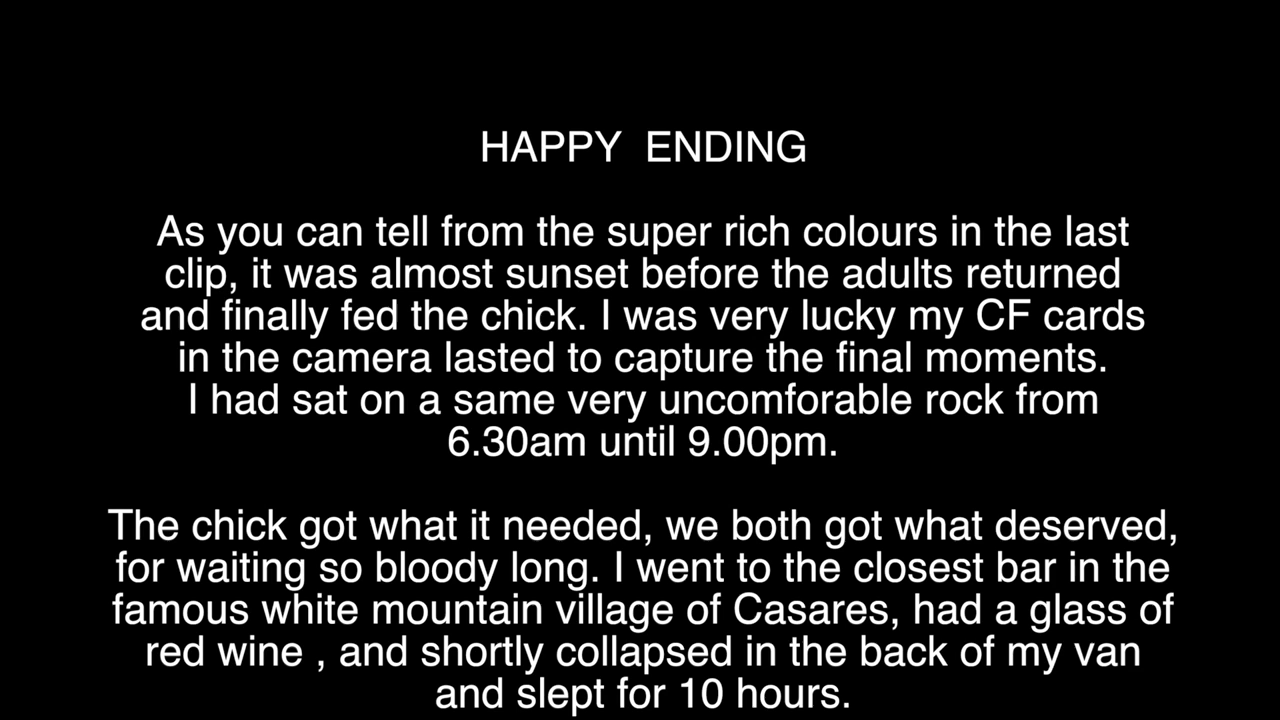 HAPPY  ENDING
As you can tell from the super rich colours in the last
clip, it was almost sunset before the adults returned
and finally fed the chick. I was very lucky my CF cards
in the camera lasted to capture the final moments.
I had sat on a same very uncomforable rock from
6.30am until 9.00pm.
The chick got what it needed, we both got what deserved,
for waiting so bloody long. I went to the closest bar in the
famous white mountain village of Casares, had a glass of
red wine , and shortly collapsed in the back of my van
and slept for 10 hours.